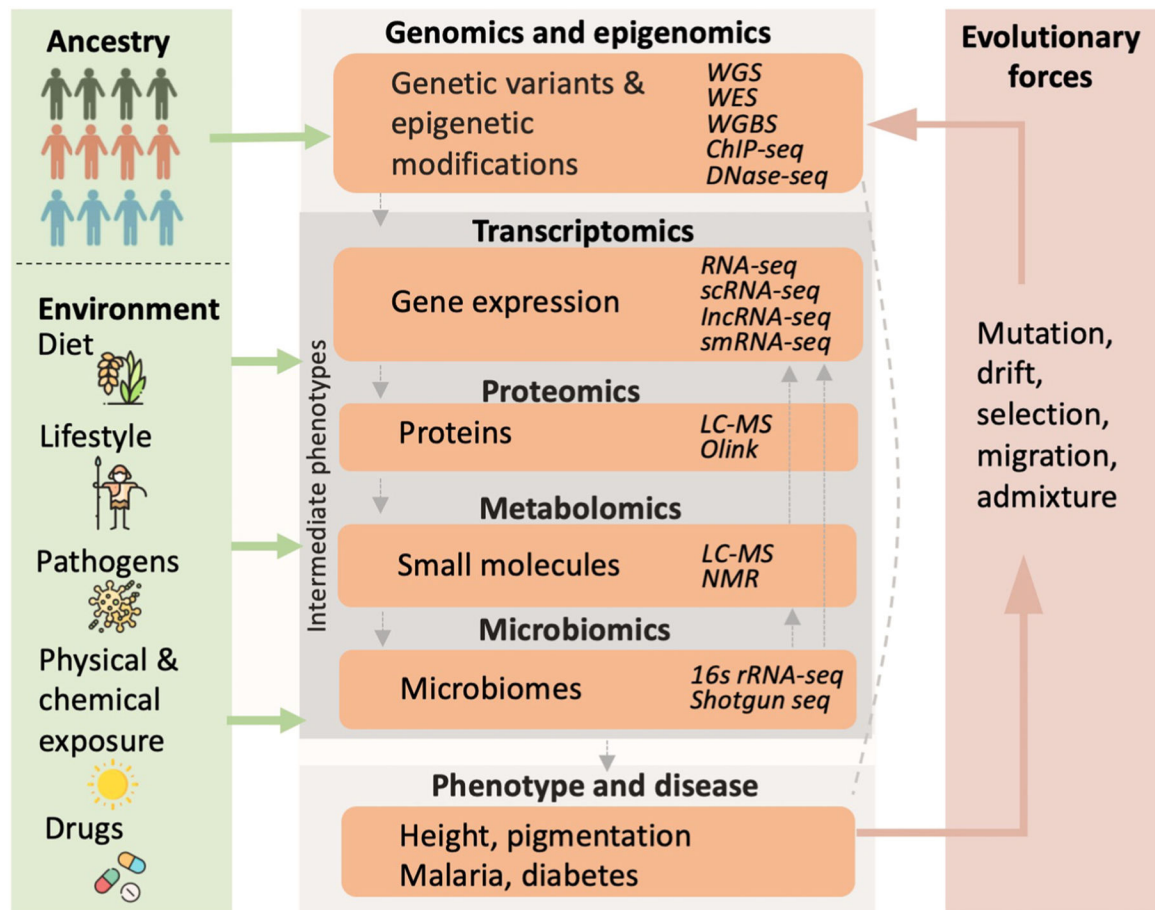 Ancestry
Environment
Diet
Lifestyle
Pathogens
Physical &
chemical
exposure
Drugs
Genomics and epigenomics
Genetic variants &
epigenetic
modifications
WGS
WES
WGBS
ChIP-seq
DNase-seq
Intermediate phenotypes
Transcriptomics
Gene expression
RNA-seq
scRNA-seq
lncRNA-seq
smRNA-seq
Proteomics
Proteins
LC-MS
Olink
Metabolomics
Small molecules
LC-MS
NMR
Microbiomics
Microbiomes
16s rRNA-seq
Shotgun seq
Phenotype and disease
Height, pigmentation
Malaria, diabetes
Evolutionary
forces
Mutation,
drift,
selection,
migration,
admixture